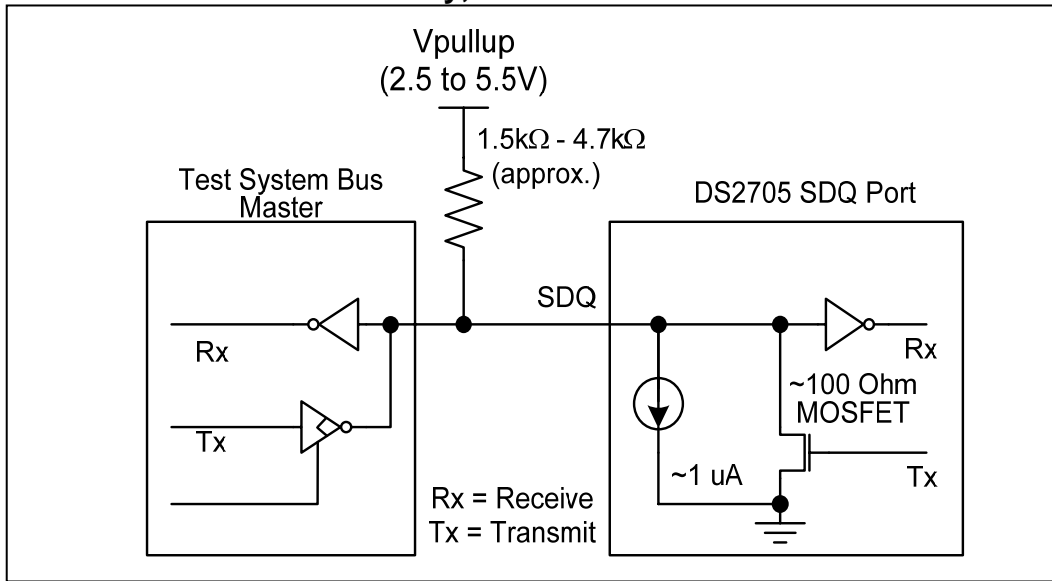 Vpullup
(2.5 to 5.5V)
1.5kΩ - 4.7kΩ
(approx.)
Test System Bus
Master
DS2705 SDQ Port
SDQ
Rx
Rx
~100 Ohm
MOSFET
Tx
~1 uA
Tx
Rx = Receive
Tx = Transmit